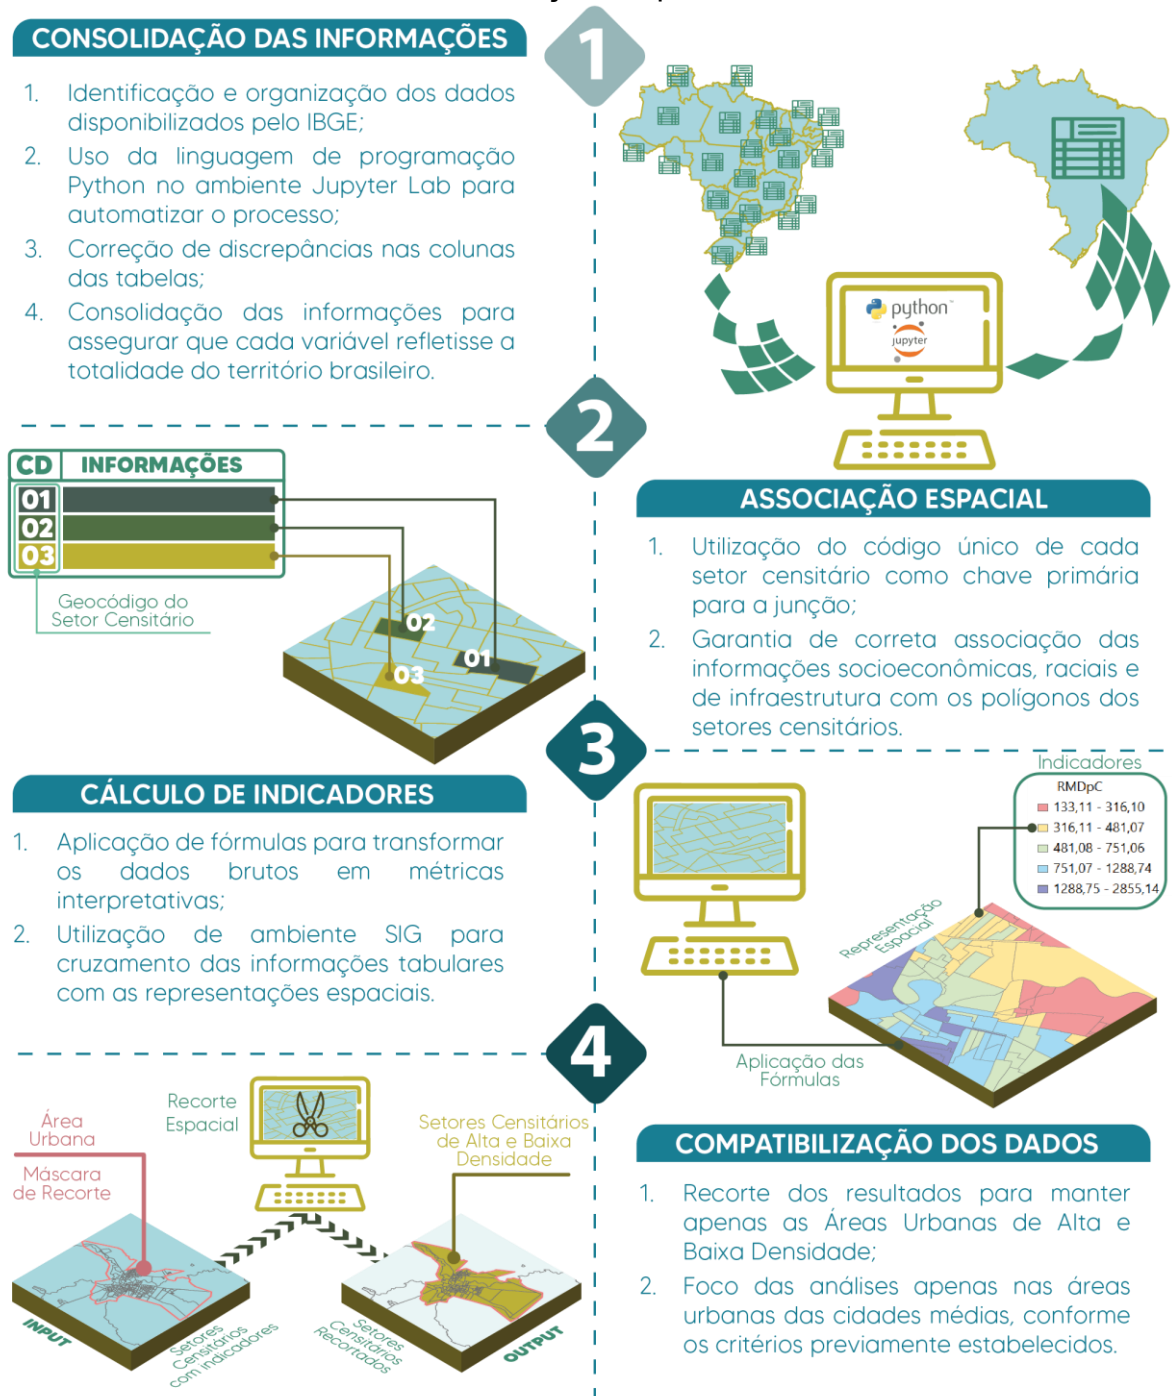 CONSOLIDAÇÃO DAS INFORMAÇÕES
1
1. Identificação e organização dos dados
disponibilizados pelo IBGE;
2. Uso da linguagem de programação
Python no ambiente Jupyter Lab para
automatizar o processo;
3. Correção de discrepâncias nas colunas
das tabelas;
4. Consolidação das informações para
assegurar que cada variável refletisse a
totalidade do território brasileiro.
python
jupyter
2
CD INFORMAÇÕES
01
02
03
Geocódigo do
Setor Censitário
02
01
03
ASSOCIAÇÃO ESPACIAL
1. Utilização do código único de cada
setor censitário como chave primária
para a junção;
2. Garantia de correta associação das
informações socioeconômicas, raciais e
de infraestrutura com os polígonos dos
setores censitários.
3
CÁLCULO DE INDICADORES
1. Aplicação de fórmulas para transformar
os dados brutos em métricas
interpretativas;
2. Utilização de ambiente SIG para
cruzamento das informações tabulares
com as representações espaciais.
Indicadores
RMDpC
133,11 - 316,10
316,11 - 481,07
481,08 - 751,06
751,07 - 1288,74
1288,75 - 2855,14
Representação
Espacial
Aplicação das
Fórmulas
4
Recorte
Espacial
Área
Urbana
Máscara
de Recorte
Setores Censitários
de Alta e Baixa
Densidade
INPUT
Setores
Censitários
com indicadores
Setores
Censitários
Recortados
OUTPUT
COMPATIBILIZAÇÃO DOS DADOS
1. Recorte dos resultados para manter
apenas as Áreas Urbanas de Alta e
Baixa Densidade;
2. Foco das análises apenas nas áreas
urbanas das cidades médias, conforme
os critérios previamente estabelecidos.